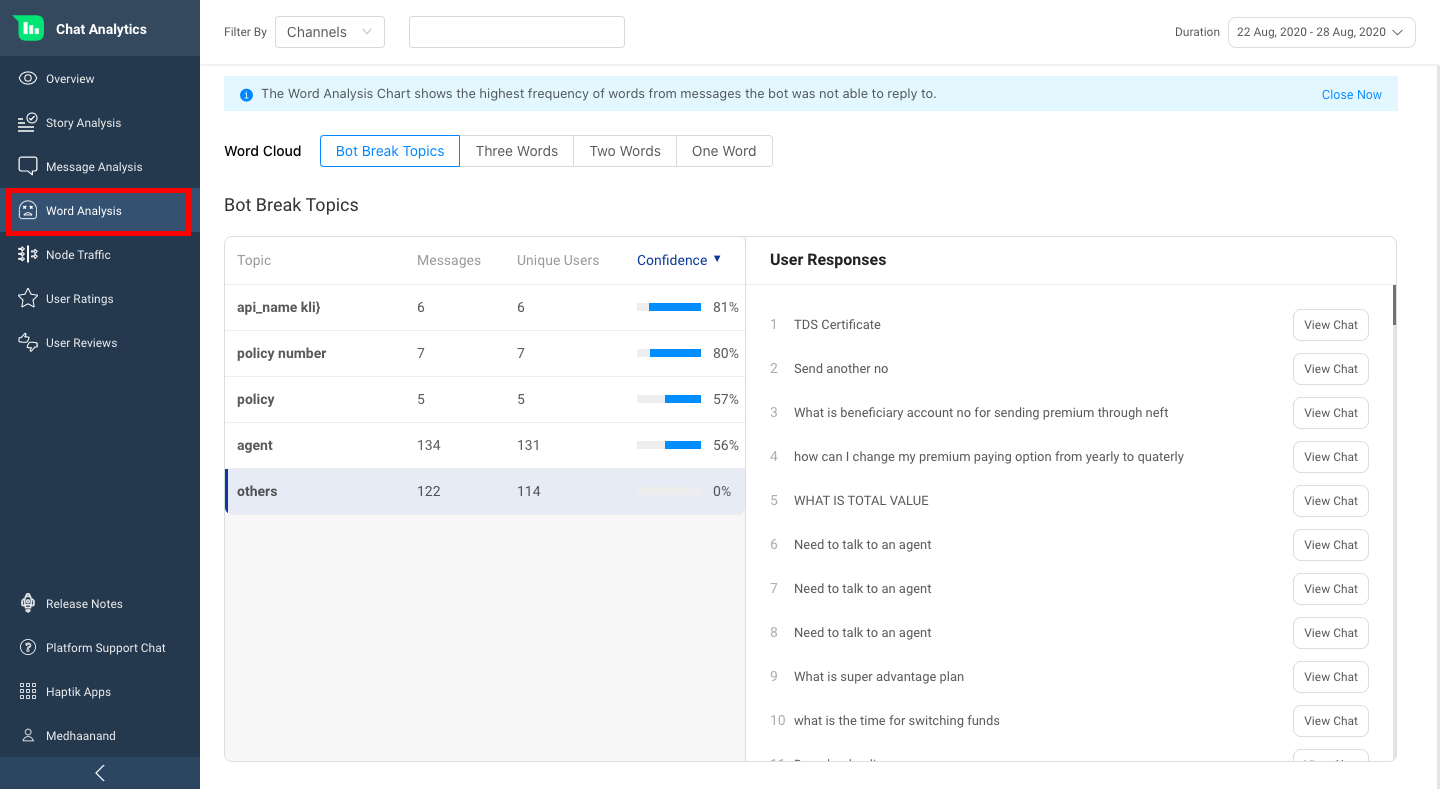 Chat Analytics
Overview
Story Analysis
Message Analysis
Word Analysis
Node Traffic
User Ratings
User Reviews
Release Notes
Platform Support Chat
Haptik Apps
Medhaanand
Filter By Channels
Duration 22 Aug, 2020 - 28 Aug, 2020
The Word Analysis Chart shows the highest frequency of words from messages the bot was not able to reply to. Close Now
Word Cloud Bot Break Topics Three Words Two Words One Word
Bot Break Topics
Topic Messages Unique Users Confidence ▼
api_name kli} 6 6 81%
policy number 7 7 80%
policy 5 5 57%
agent 134 131 56%
others 122 114 0%
User Responses
1 TDS Certificate View Chat
2 Send another no View Chat
3 What is beneficiary account no for sending premium through neft View Chat
4 how can I change my premium paying option from yearly to quaterly View Chat
5 WHAT IS TOTAL VALUE View Chat
6 Need to talk to an agent View Chat
7 Need to talk to an agent View Chat
8 Need to talk to an agent View Chat
9 What is super advantage plan View Chat
10 what is the time for switching funds View Chat